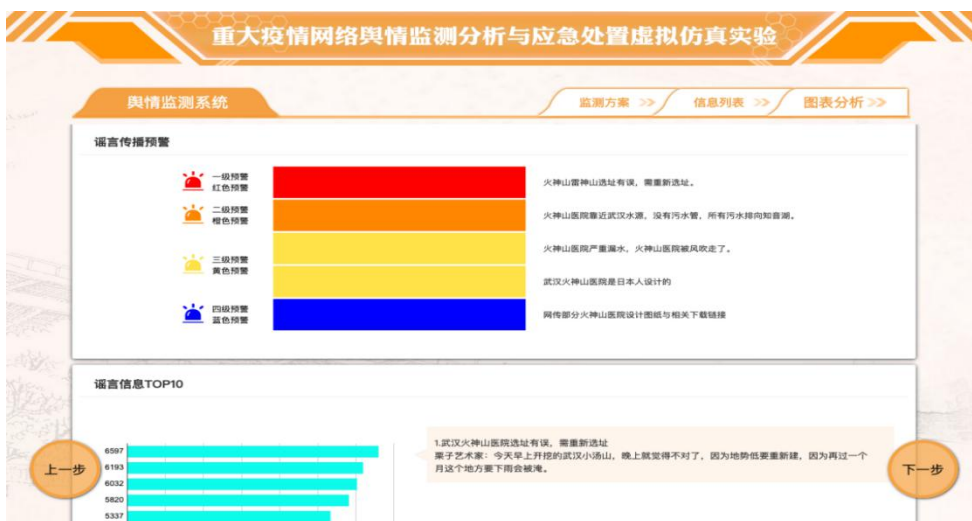 重大疫情网络舆情监测分析与应急处置虚拟仿真实验
舆情监测系统
监测方案 >>
信息列表 >>
图表分析 >>
谣言传播预警
一级预警
红色预警
火神山雷神山选址有误，需重新选址。
二级预警
橙色预警
火神山医院靠近武汉水源，没有污水管，所有污水排向知音湖。
三级预警
黄色预警
火神山医院严重漏水，火神山医院被风吹走了。
武汉火神山医院是日本人设计的
四级预警
蓝色预警
网传部分火神山医院设计图纸与相关下载链接
谣言信息TOP10
6597
6193
6032
5820
5337
1.武汉火神山医院选址有误，需重新选址
栗子艺术家：今天早上开挖的武汉小汤山，晚上就觉得不对了，因为地势低要重新建，因为再过一个
月这个地方要下雨会被淹。
上一步
下一步